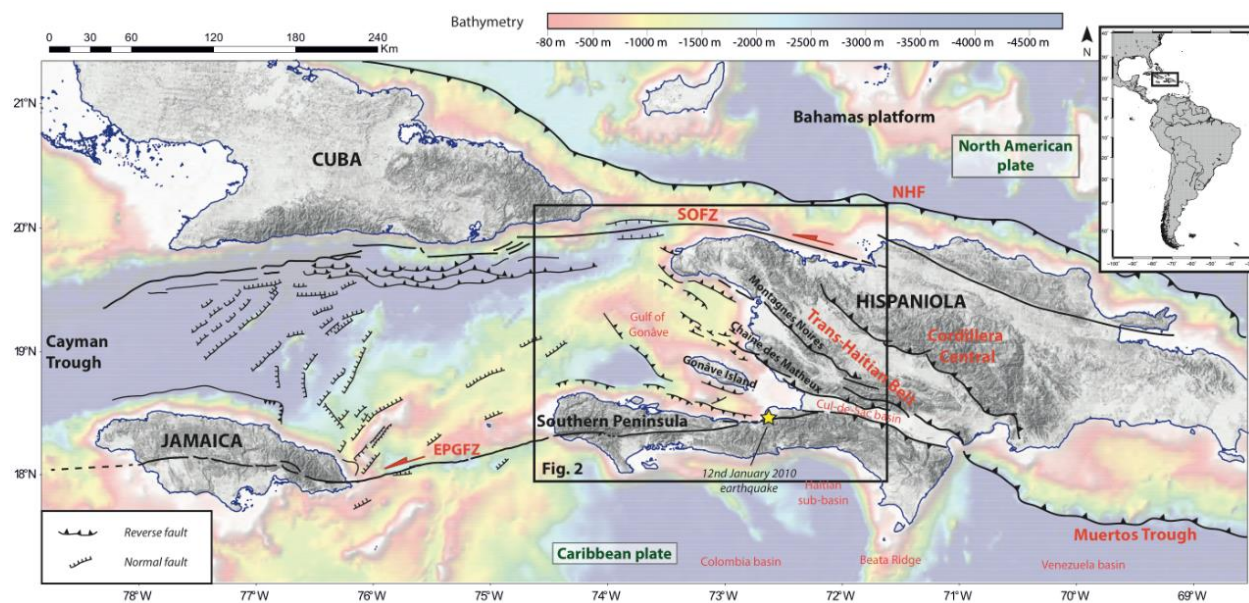 Bathymetry
-80 m -500 m -1000 m -1500 m -2000 m -2500 m -3000 m -3500 m -4000 m -4500 m
0 60 120 180 240
Km
N
21°N
20°N
19°N
18°N
CUBA
Bahamas platform
North American
plate
NHF
SOFZ
HISPANIOLA
Montagnes Noires
Trans-Haitian Belt
Cordillera
Central
Gulf of
Gonâve
Chaine des Matheux
Gonâve Island
Cul-de-Sac basin
Cayman
Trough
JAMAICA
EPGFZ
Southern Peninsula
Fig. 2
12nd January 2010
earthquake
Haitian
sub-basin
Muertos Trough
Caribbean plate
Colombia basin
Beata Ridge
Venezuela basin
Reverse fault
Normal fault
78°W 77°W 76°W 75°W 74°W 73°W 72°W 71°W 70°W 69°W